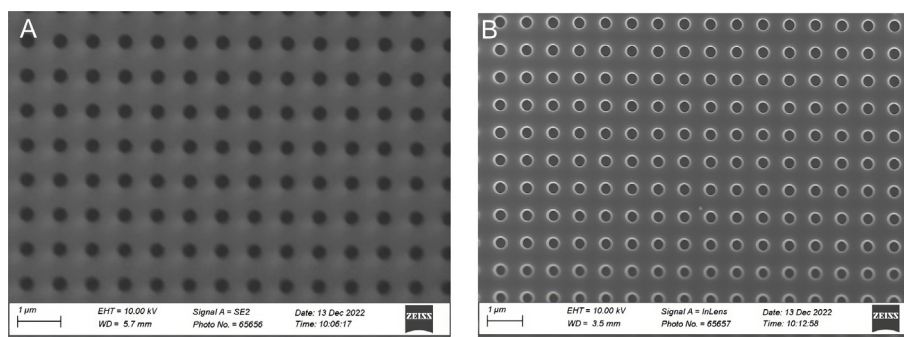 A
1 µm
EHT = 10.00 kV
WD = 5.7 mm
Signal A = SE2
Photo No. = 65656
Date: 13 Dec 2022
Time: 10:06:17
ZEISS
B
1 µm
EHT = 10.00 kV
WD = 3.5 mm
Signal A = InLens
Photo No. = 65657
Date: 13 Dec 2022
Time: 10:12:58
ZEISS